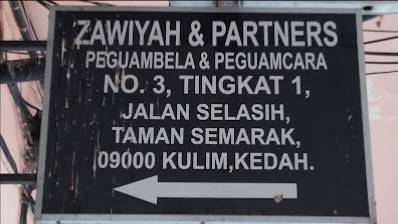 ZAWIYAH & PARTNERS
PEGUAMBELA & PEGUAMCARA
NO. 3, TINGKAT 1,
JALAN SELASIH,
TAMAN SEMARAK,
09000 KULIM,KEDAH.